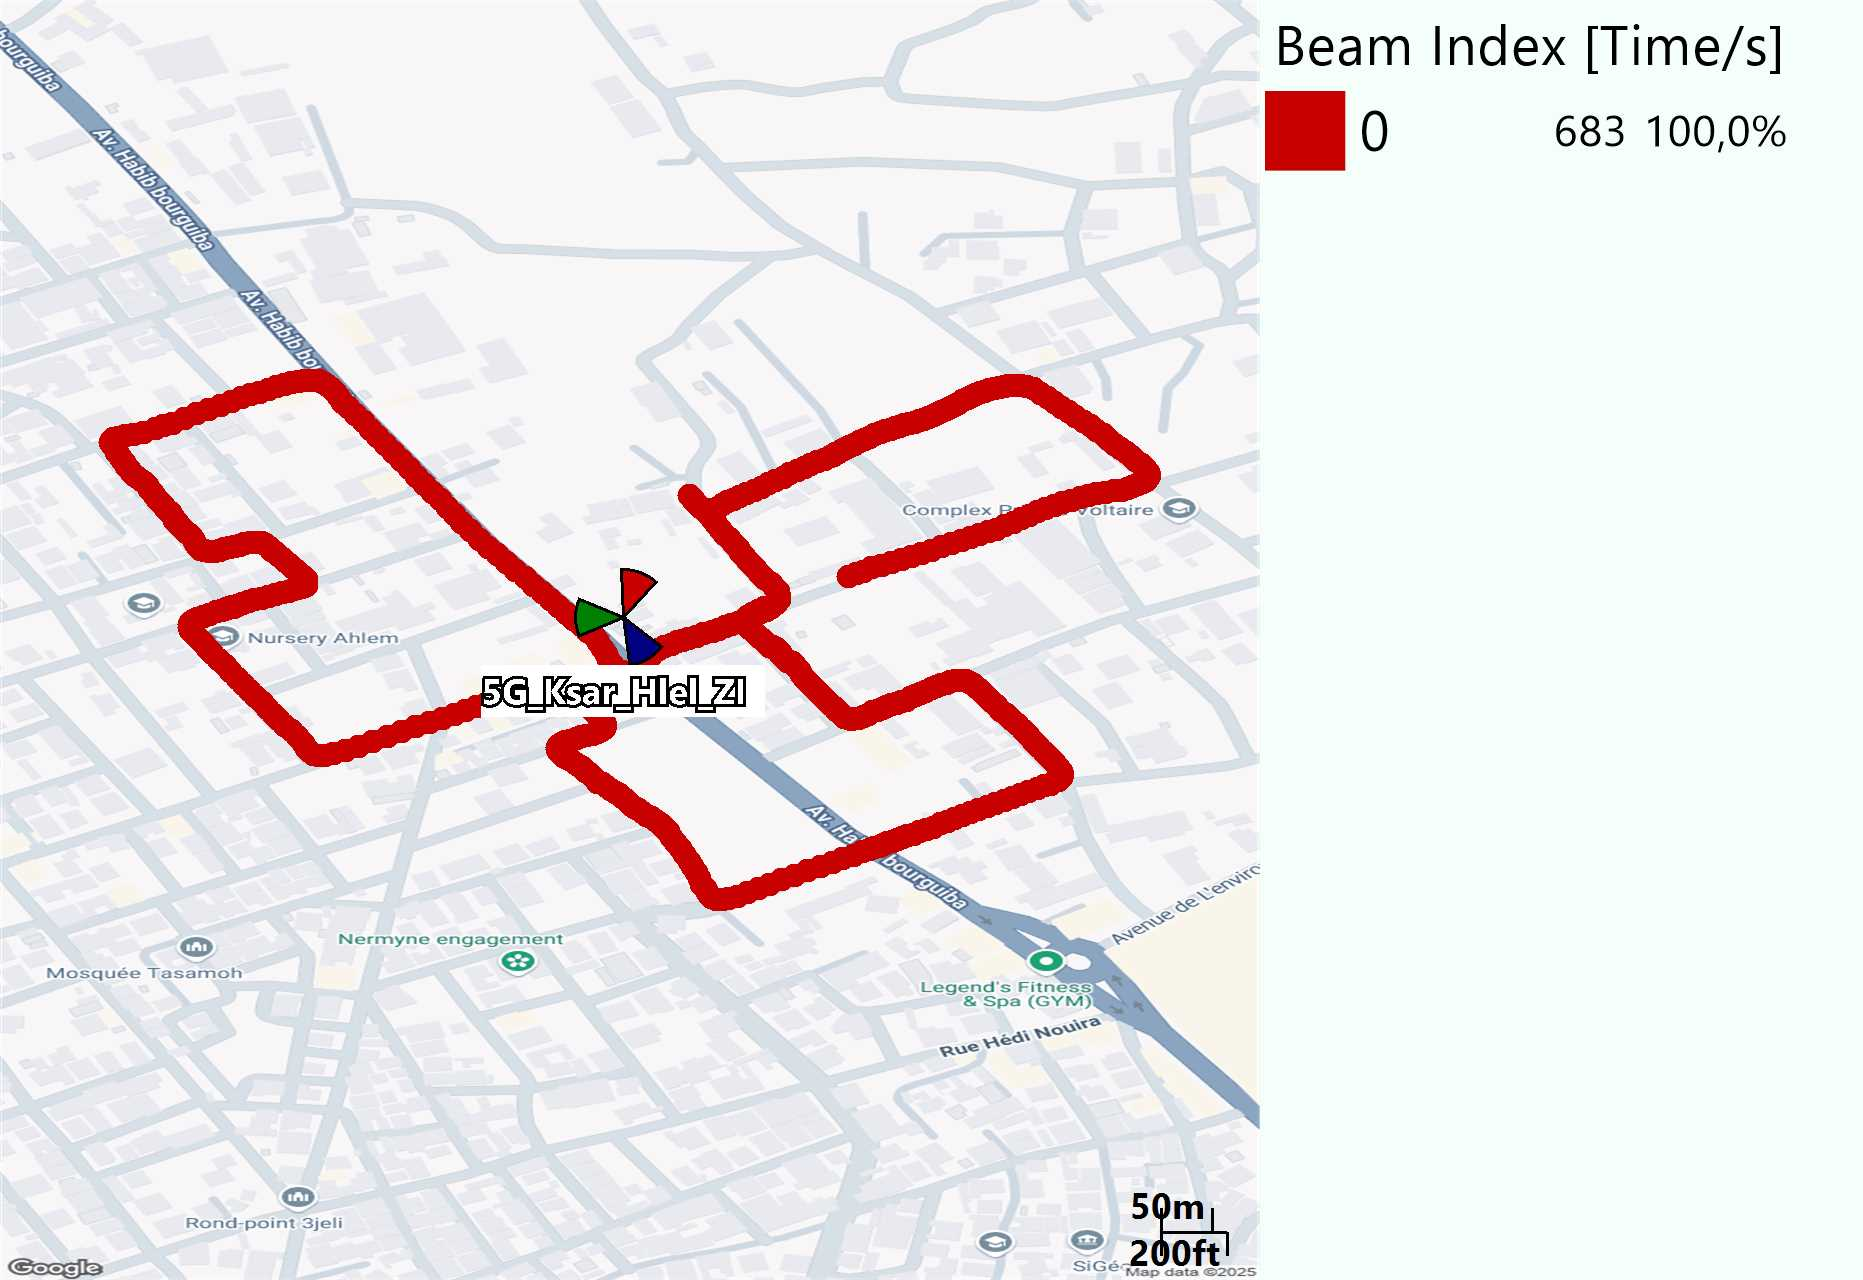 Beam Index [Time/s]
0 683 100,0%
bourguiba
Av. Habib bourguiba
Av. Habib bo
Complex P Voltaire
Nursery Ahlem
5G_Ksar_Hlel_ZI
Av. Ha bourguiba
Avenue de L'enviro
Nermyne engagement
Mosquée Tasamoh
Legend's Fitness
& Spa (GYM)
Rue Hédi Nouira
Rond-point 3jeli
50m
200ft
SiGé
Google
Map data ©2025